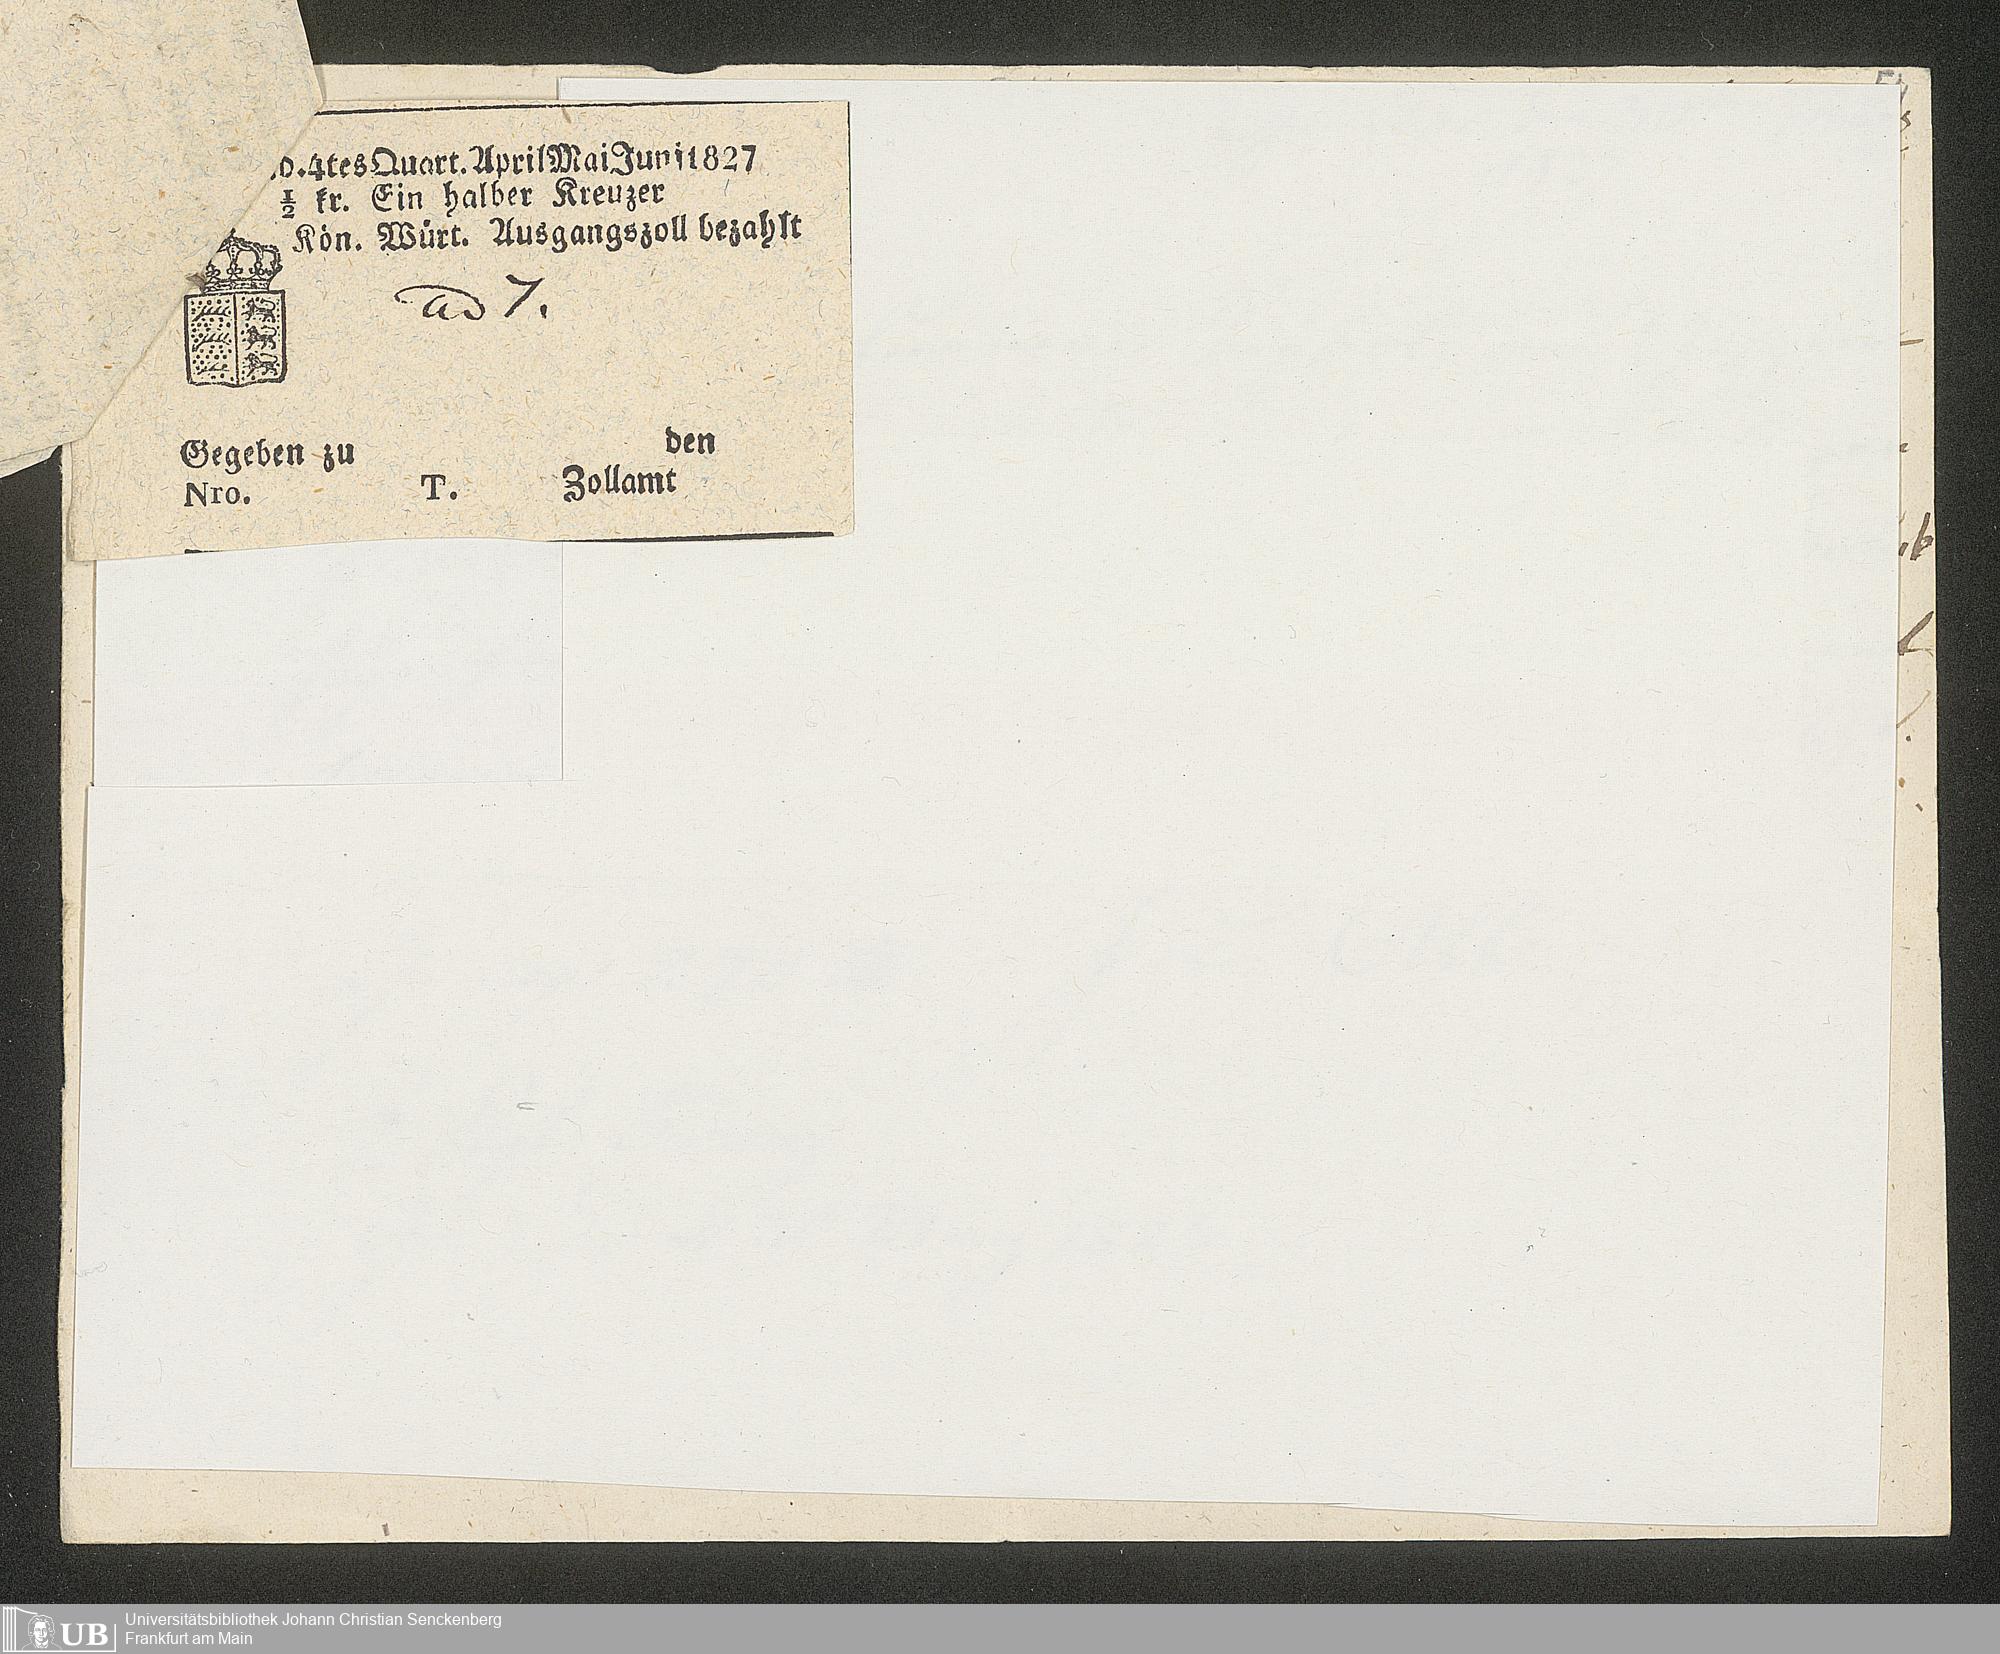 o. 4tes Quart. April Mai Juni 1827
½ kr. Ein halber Kreuzer
Kön. Würt. Ausgangszoll bezahlt
ad 7.
Gegeben zu den
Nro. T. Zollamt
UB
Universitätsbibliothek Johann Christian Senckenberg
Frankfurt am Main